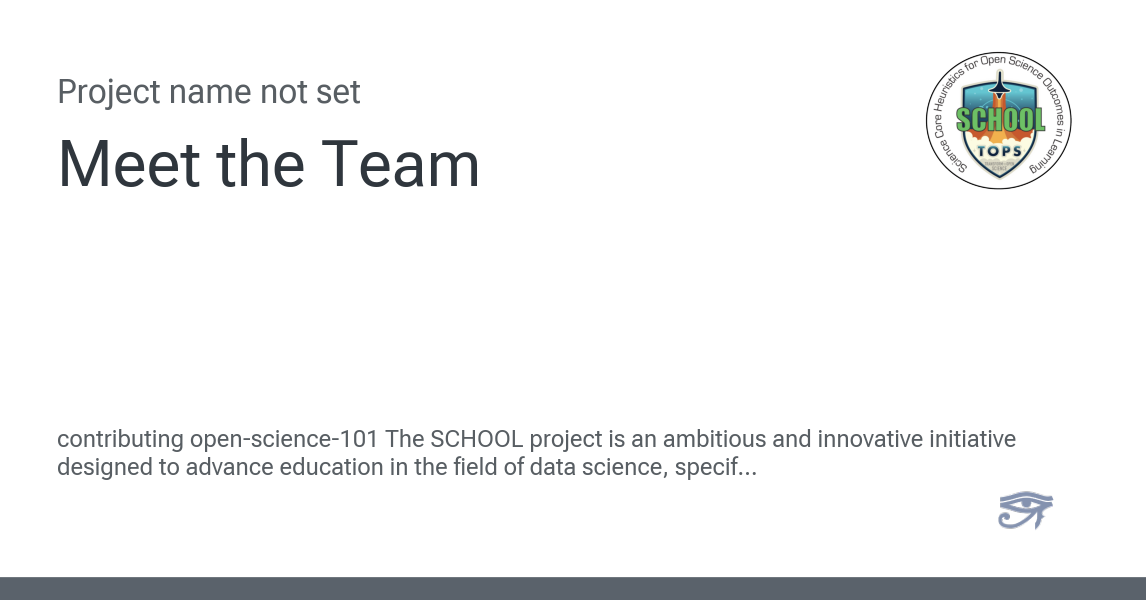 Project name not set
Meet the Team
Science Core Heuristics for Open Science Outcomes in Learning
SCHOOL
TOPS
contributing open-science-101 The SCHOOL project is an ambitious and innovative initiative
designed to advance education in the field of data science, specif...